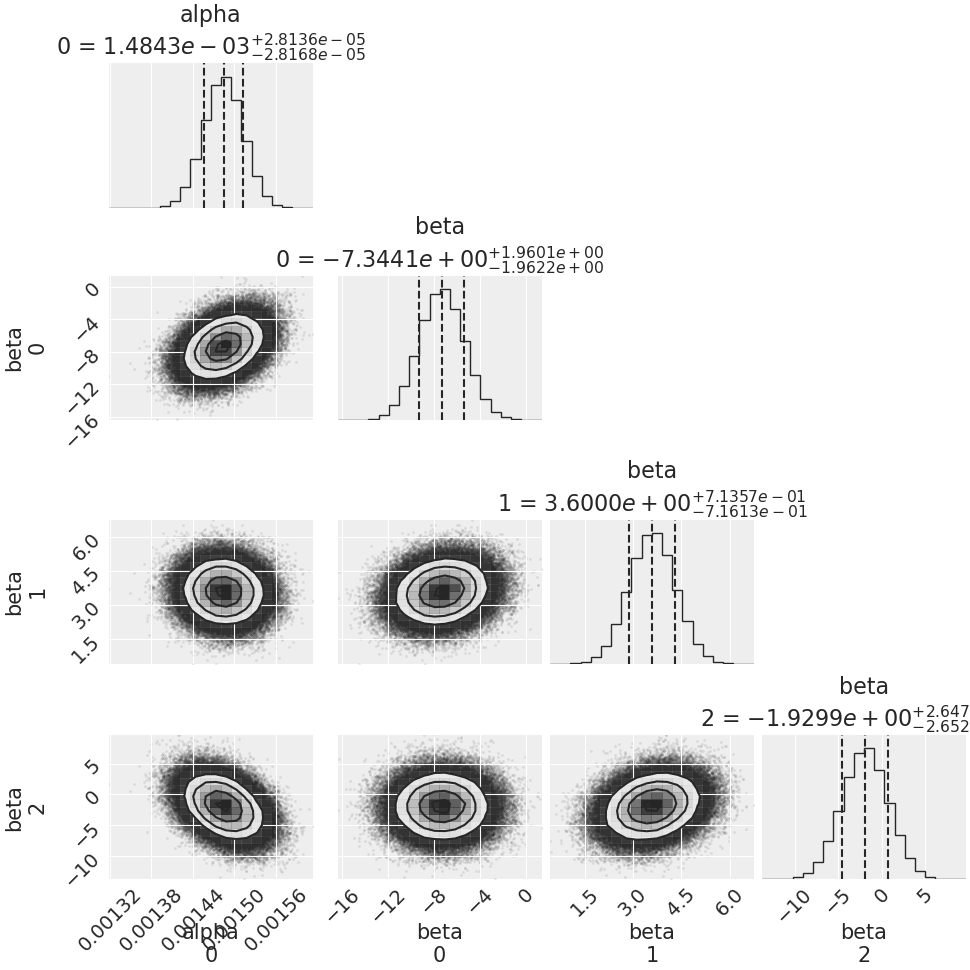 alpha
0 = 1.4843e − 03 +2.8136e − 05 −2.8168e − 05
beta
0 = −7.3441e + 00 +1.9601e + 00 −1.9622e + 00
0
−4
−8
−12
−16
beta
0
beta
1 = 3.6000e + 00 +7.1357e − 01 −7.1613e − 01
6.0
4.5
3.0
1.5
beta
1
beta
2 = −1.9299e + 00 +2.647 −2.652
5
0
−5
−10
beta
2
0.00132 0.00138 0.00144 0.00150 0.00156
−16 −12 −8 −4 0
1.5 3.0 4.5 6.0
−10 −5 0 5
alpha beta beta beta
0 0 1 2